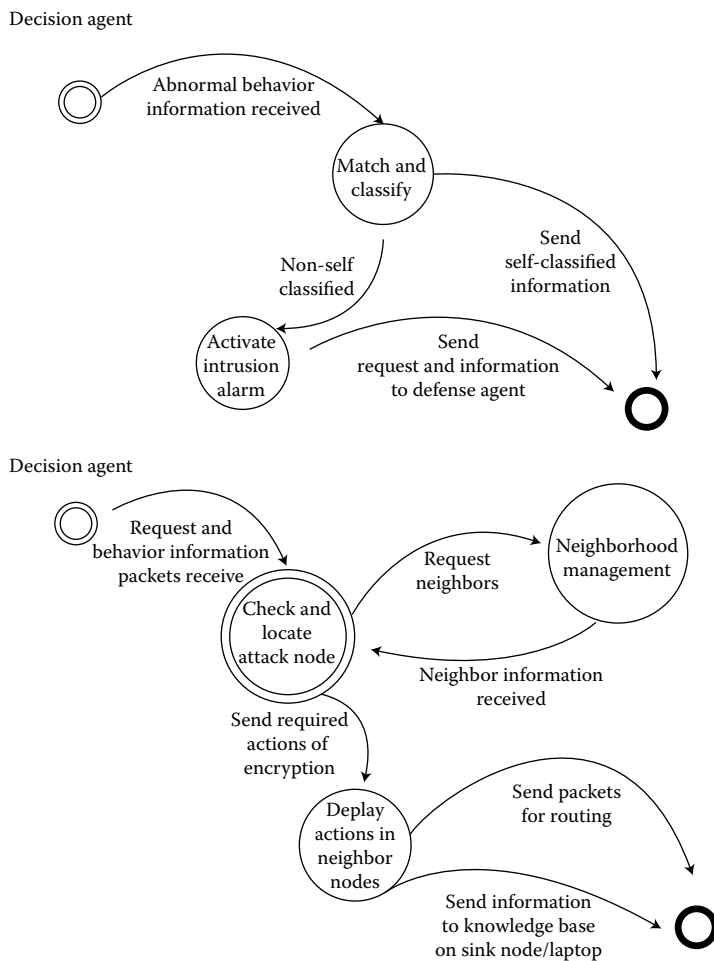 Decision agent
Abnormal behavior
information received
Match and
classify
Send
self-classified
information
Non-self
classified
Activate
intrusion
alarm
Send
request and information
to defense agent
Decision agent
Request and
behavior information
packets receive
Neighborhood
management
Request
neighbors
Check and
locate
attack node
Neighbor information
received
Send required
actions of
encryption
Send packets
for routing
Deplay
actions in
neighbor
nodes
Send information
to knowledge base
on sink node/laptop